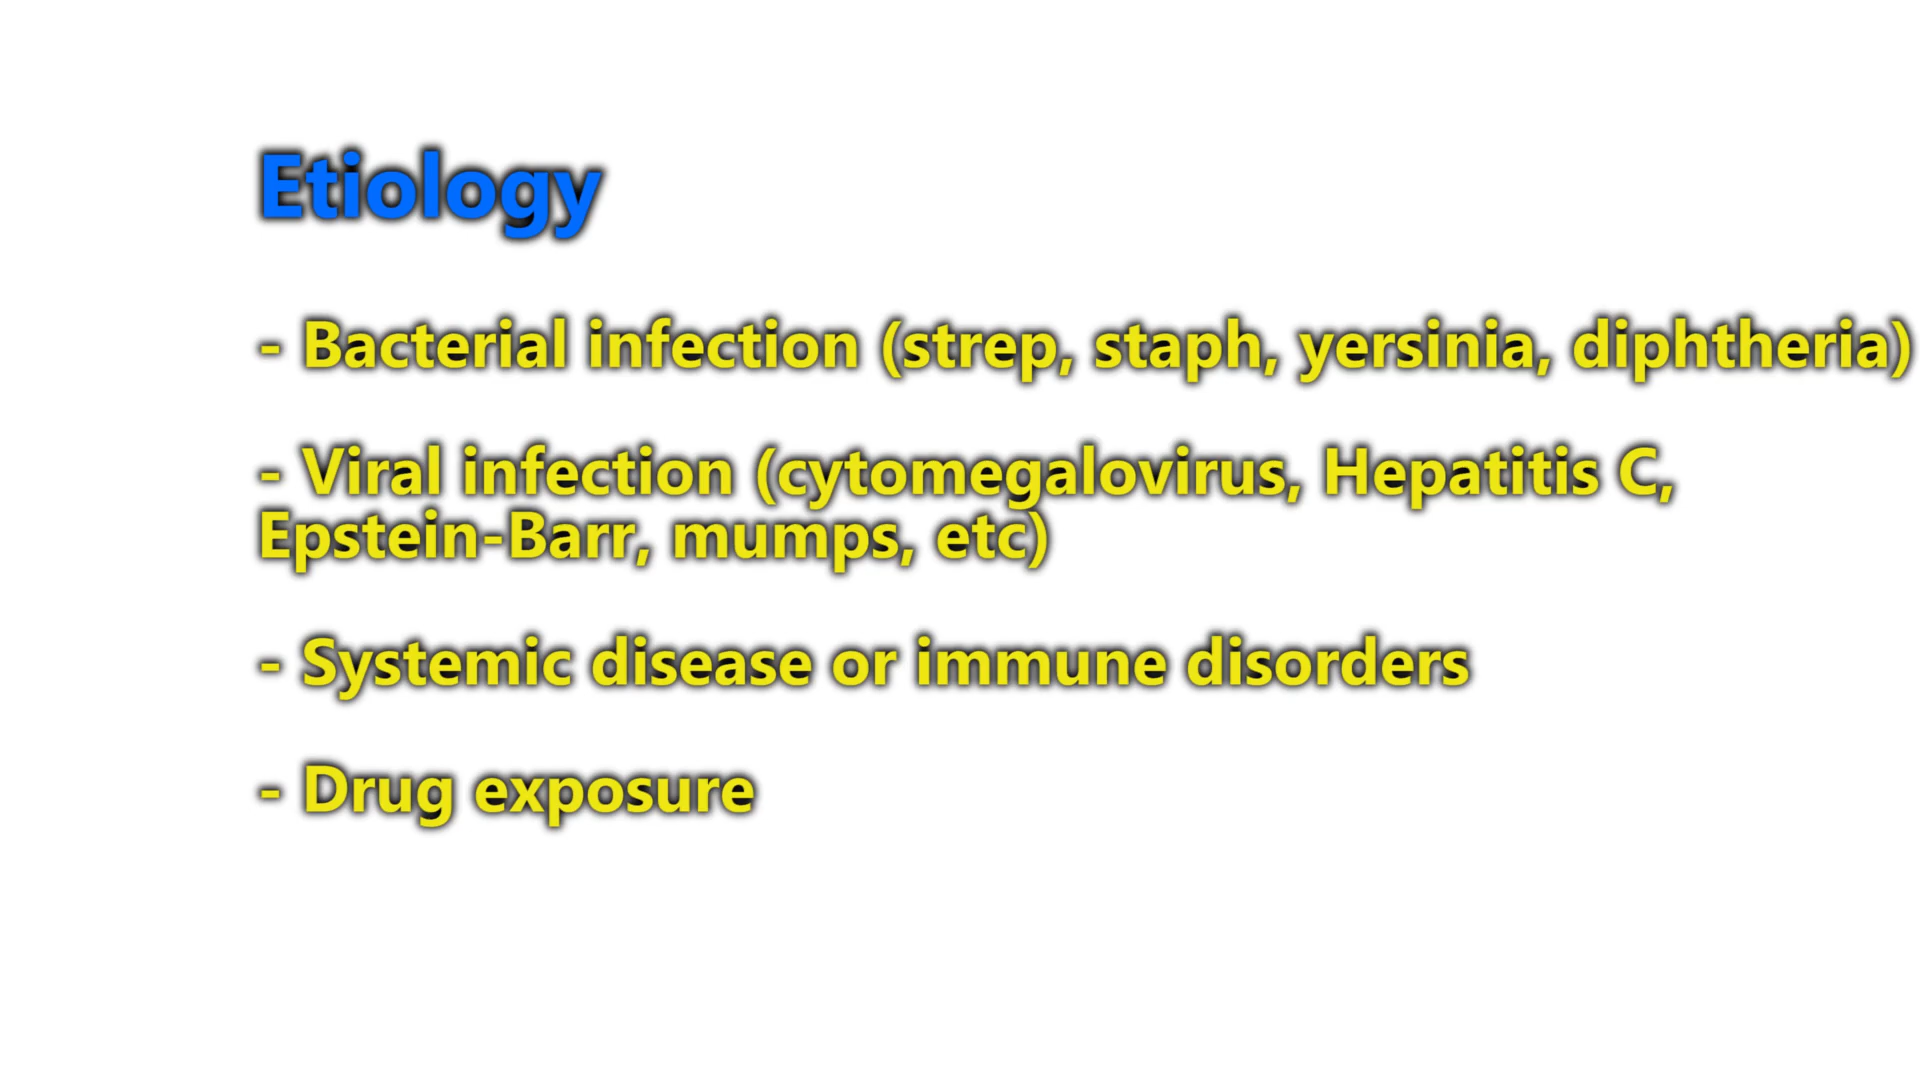 Etiology
- Bacterial infection (strep, staph, yersinia, diphtheria)
- Viral infection (cytomegalovirus, Hepatitis C,
Epstein-Barr, mumps, etc)
- Systemic disease or immune disorders
- Drug exposure